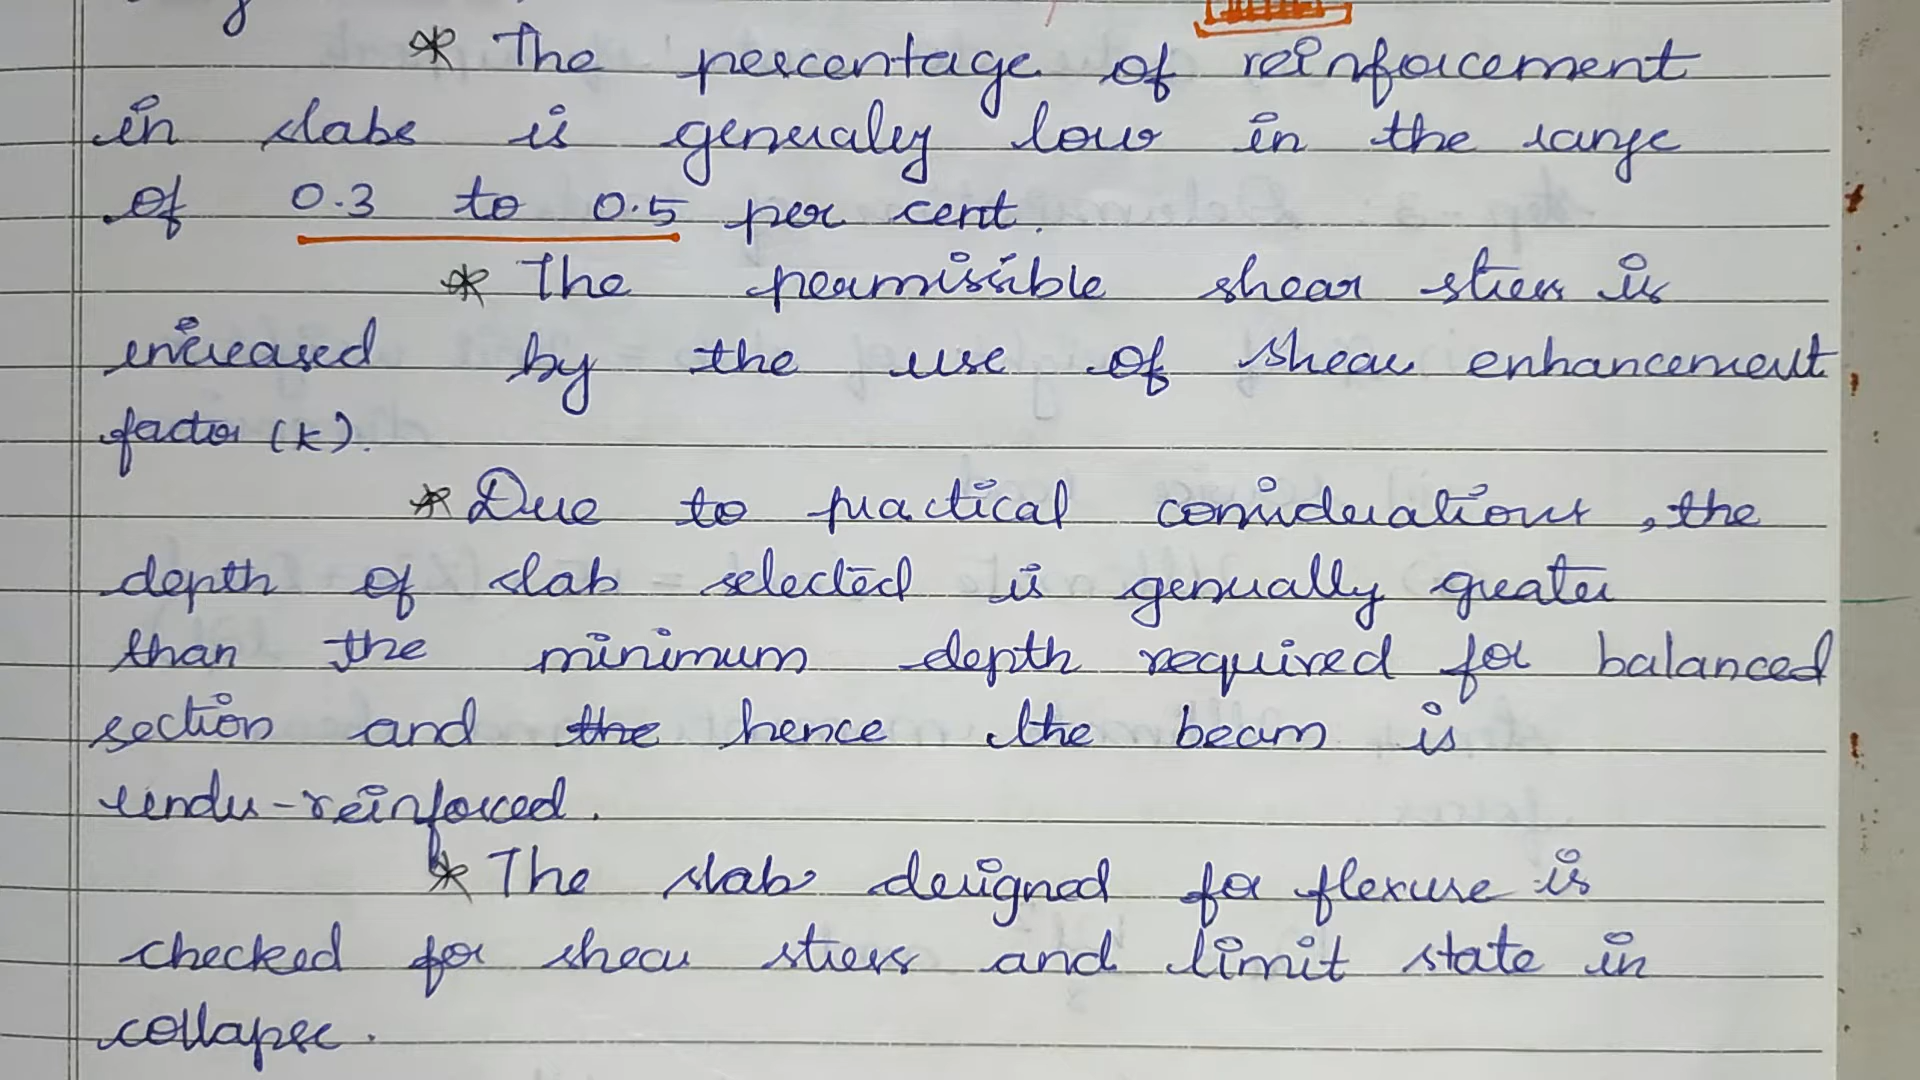 * The percentage of reinforcement
in slabs is generaley low in the range
of 0.3 to 0.5 per cent.
* The permissible shear stress is
increased by the use of shear enhancement
factor (k).
* Due to practical considerations, the
depth of slab selected is generally greater
than the minimum depth required for balanced
section and the hence the beam is
under-reinforced.
* The slab designed for flexure is
checked for shear stress and limit state in
collapse.